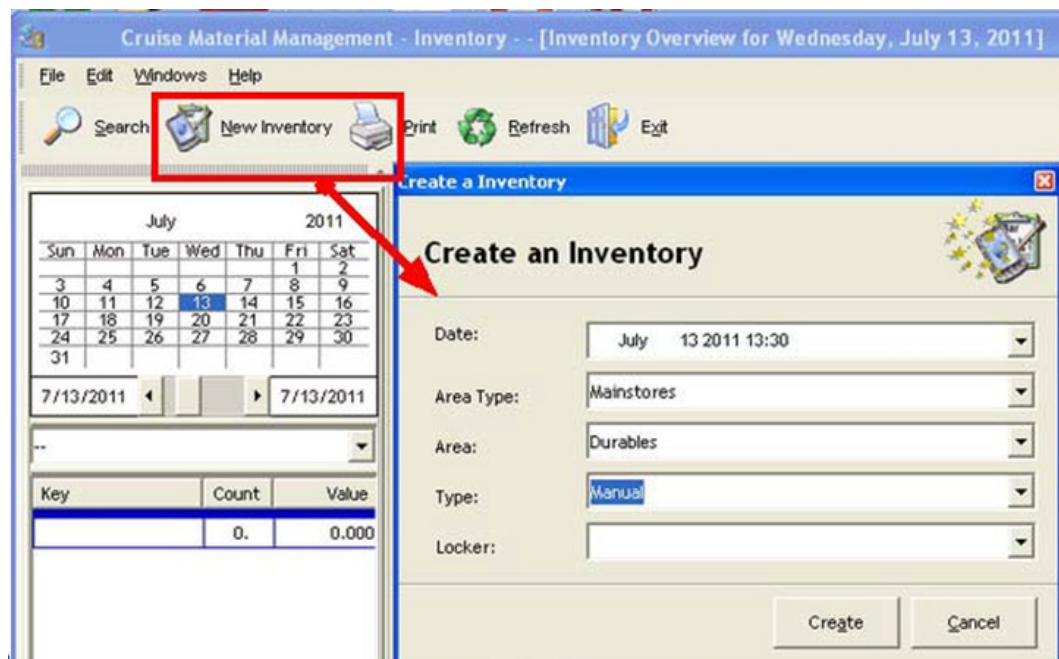 Cruise Material Management - Inventory - - [Inventory Overview for Wednesday, July 13, 2011]
File Edit Windows Help
Search New Inventory Print Refresh Exit
July 2011
Sun Mon Tue Wed Thu Fri Sat
1 2
3 4 5 6 7 8 9
10 11 12 13 14 15 16
17 18 19 20 21 22 23
24 25 26 27 28 29 30
31
7/13/2011 7/13/2011
--
Key Count Value
0. 0.000
Create a Inventory
Create an Inventory
Date: July 13 2011 13:30
Area Type: Mainstores
Area: Durables
Type: Manual
Locker:
Create Cancel